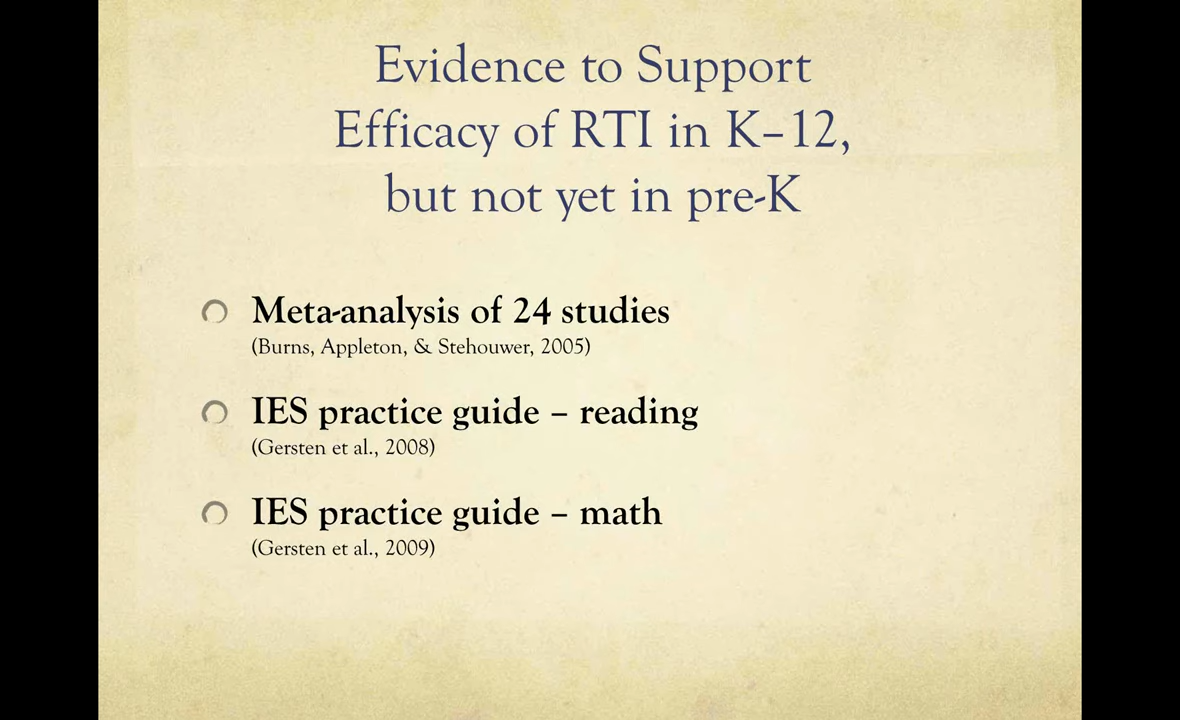 Evidence to Support
Efficacy of RTI in K–12,
but not yet in pre-K
Meta-analysis of 24 studies
(Burns, Appleton, & Stehouwer, 2005)
IES practice guide – reading
(Gersten et al., 2008)
IES practice guide – math
(Gersten et al., 2009)